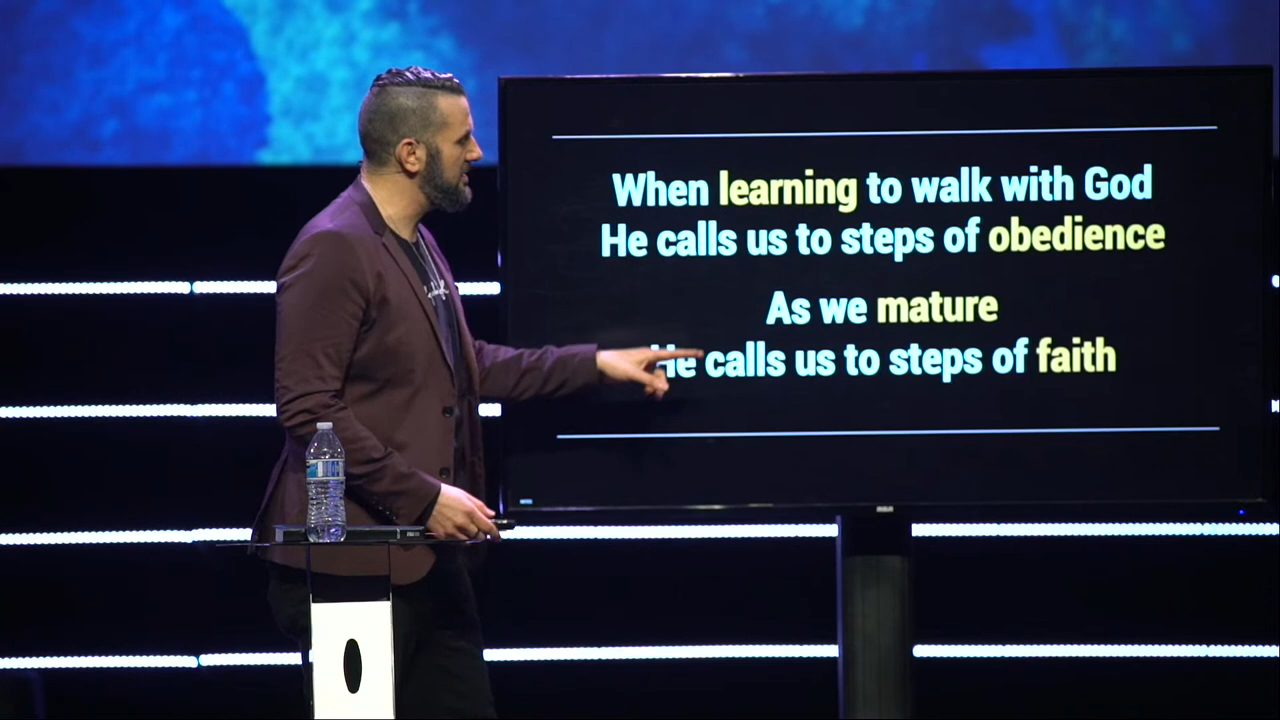 When learning to walk with God
He calls us to steps of obedience
As we mature
He calls us to steps of faith